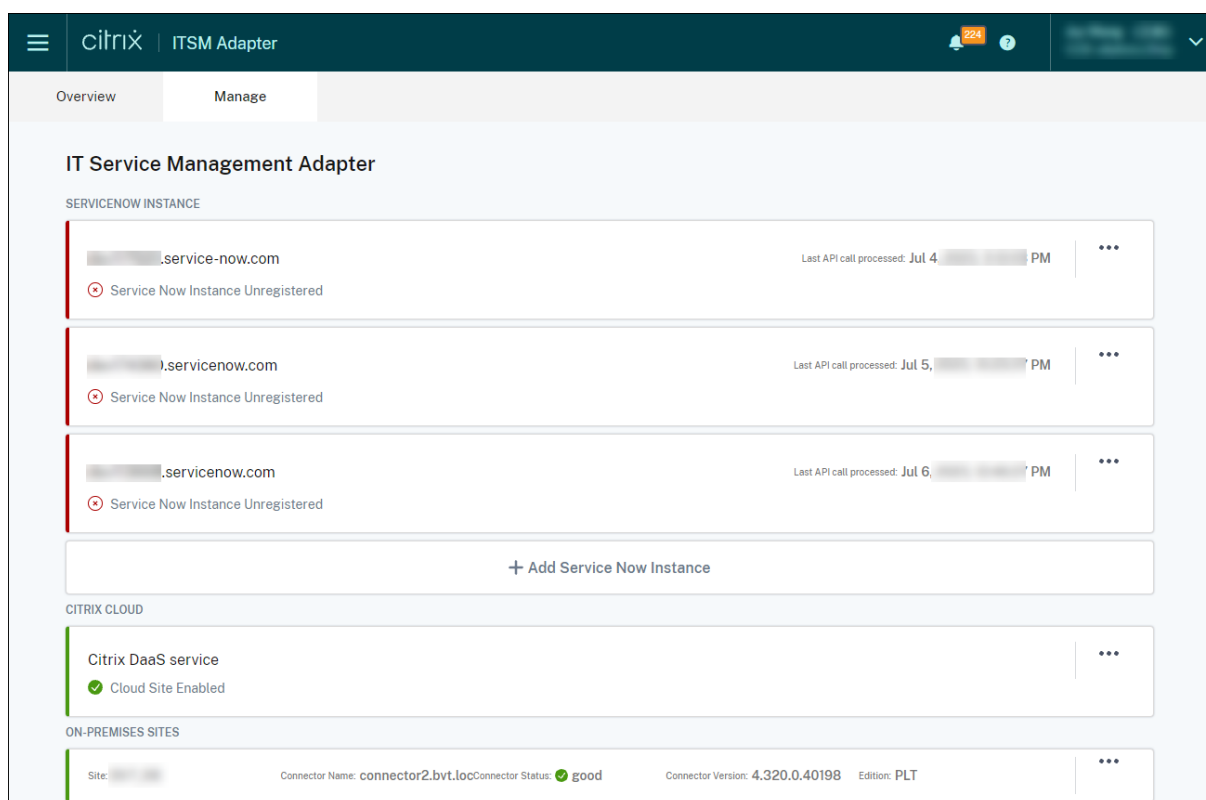 citrix ITSM Adapter 224 ?
Overview Manage
IT Service Management Adapter
SERVICENOW INSTANCE
.service-now.com Last API call processed: Jul 4 PM
Service Now Instance Unregistered
.servicenow.com Last API call processed: Jul 5, PM
Service Now Instance Unregistered
.servicenow.com Last API call processed: Jul 6, PM
Service Now Instance Unregistered
+ Add Service Now Instance
CITRIX CLOUD
Citrix DaaS service
Cloud Site Enabled
ON-PREMISES SITES
Site: Connector Name: connector2.bvt.loc Connector Status: good Connector Version: 4.320.0.40198 Edition: PLT